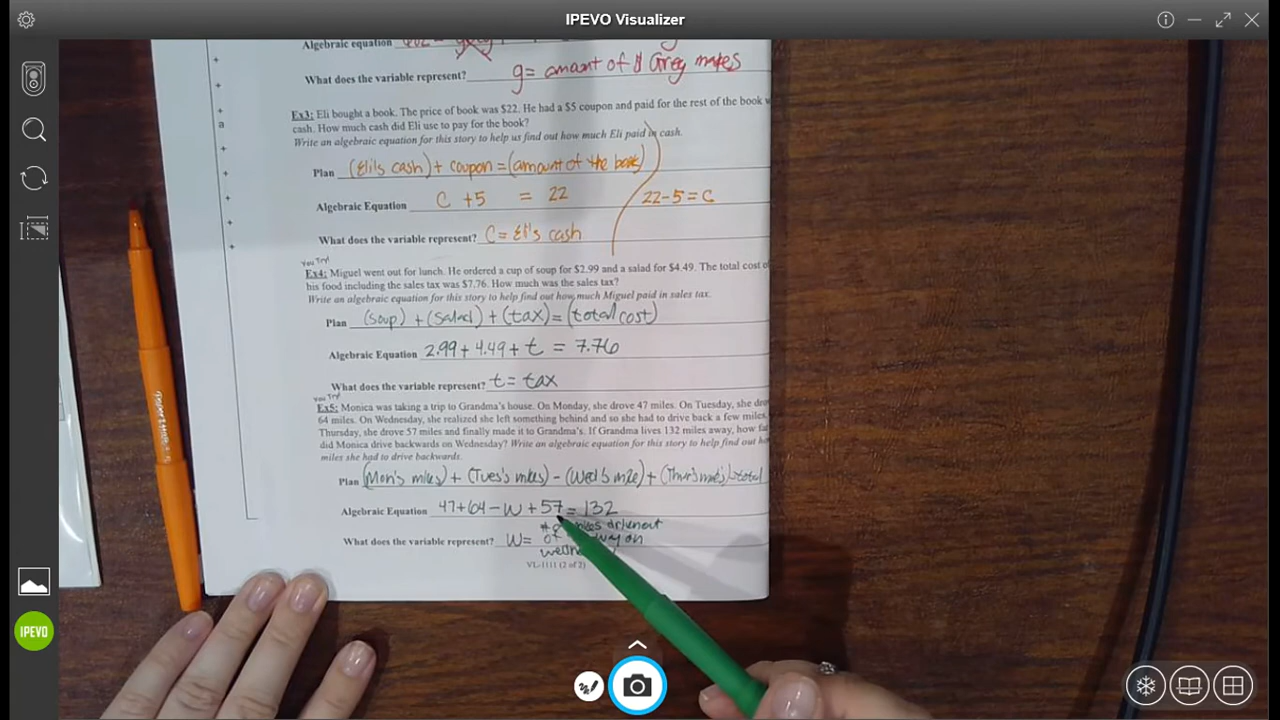 IPEVO Visualizer
Algebraic equation
What does the variable represent? g= amount of $ Greg makes
Ex3: Eli bought a book. The price of book was $22. He had a $5 coupon and paid for the rest of the book
cash. How much cash did Eli use to pay for the book?
Write an algebraic equation for this story to help us find out how much Eli paid in cash.
Plan (Eli's cash) + coupon = (amount of the book)
Algebraic Equation C +5 = 22 22-5=C
What does the variable represent? C= Eli's cash
You Try!
Ex4: Miguel went out for lunch. He ordered a cup of soup for $2.99 and a salad for $4.49. The total cost of
his food including the sales tax was $7.76. How much was the sales tax?
Write an algebraic equation for this story to help find out how much Miguel paid in sales tax.
Plan (soup) + (salad) + (tax) = (total cost)
Algebraic Equation 2.99 + 4.49 + t = 7.76
What does the variable represent? t= tax
You Try!
Ex5: Monica was taking a trip to Grandma's house. On Monday, she drove 47 miles. On Tuesday, she
64 miles. On Wednesday, she realized she left something behind and so she had to drive back a few miles.
Thursday, she drove 57 miles and finally made it to Grandma's. If Grandma lives 132 miles away, how
did Monica drive backwards on Wednesday? Write an algebraic equation for this story to help find out
miles she had to drive backwards.
Plan (Mon's miles) + (Tues's miles) - (Wed's mile) + = total
Algebraic Equation 47+64-w+57=132
# miles driven out
What does the variable represent? w= of way on
VL-1111 (2 of 2)
IPEVO